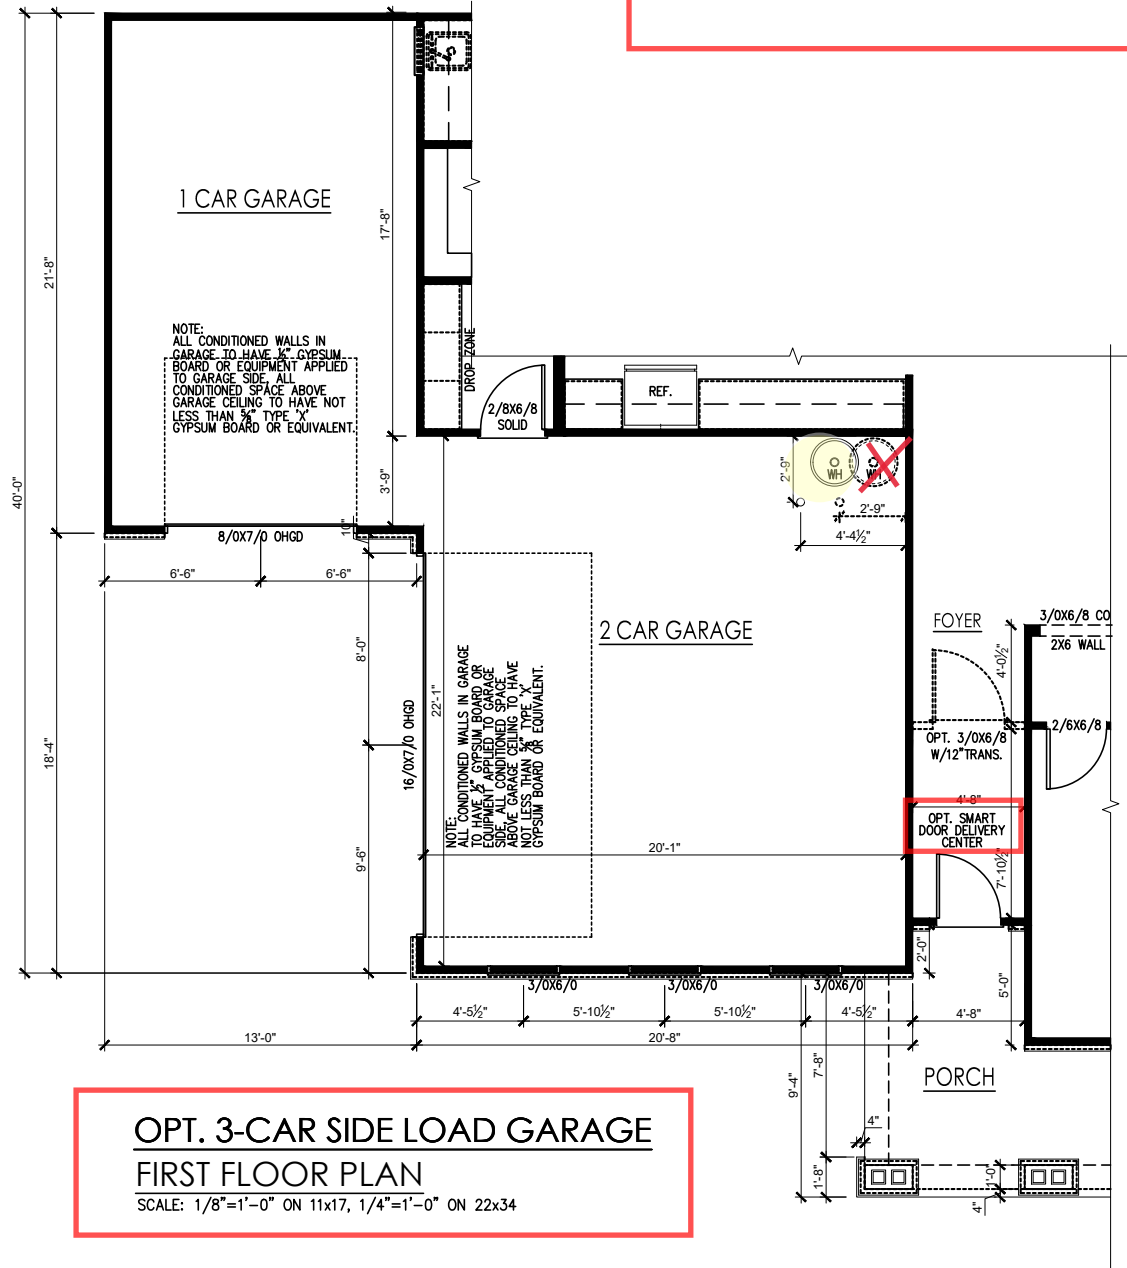 1 CAR GARAGE
17'-8"
21'-8"
40'-0"
NOTE:
ALL CONDITIONED WALLS IN
GARAGE TO HAVE ½" GYPSUM
BOARD OR EQUIPMENT APPLIED
TO GARAGE SIDE, ALL
CONDITIONED SPACE ABOVE
GARAGE CEILING TO HAVE NOT
LESS THAN ⅝" TYPE 'X'
GYPSUM BOARD OR EQUIVALENT.
DROP ZONE
2/8X6/8
SOLID
REF.
WH
WH
2'-9"
2'-9"
4'-4½"
3'-9"
10"
8/0X7/0 OHGD
6'-6"
6'-6"
8'-0"
22'-1"
16/0X7/0 OHGD
18'-4"
9'-6"
2 CAR GARAGE
NOTE:
ALL CONDITIONED WALLS IN GARAGE
TO HAVE ½" GYPSUM BOARD OR
EQUIPMENT APPLIED TO GARAGE
SIDE, ALL CONDITIONED SPACE
ABOVE GARAGE CEILING TO HAVE
NOT LESS THAN ⅝" TYPE 'X'
GYPSUM BOARD OR EQUIVALENT.
20'-1"
FOYER
3/0X6/8 CO
2X6 WALL
4'-0½"
2/6X6/8
OPT. 3/0X6/8
W/12"TRANS.
4'-8"
OPT. SMART
DOOR DELIVERY
CENTER
7'-10½"
2'-0"
5'-0"
3/0X6/0
3/0X6/0
3/0X6/0
4'-5½"
5'-10½"
5'-10½"
4'-5½"
4'-8"
13'-0"
20'-8"
7'-8"
9'-4"
PORCH
4"
1'-8"
1'-0"
4"
OPT. 3-CAR SIDE LOAD GARAGE
FIRST FLOOR PLAN
SCALE: 1/8"=1'-0" ON 11x17, 1/4"=1'-0" ON 22x34